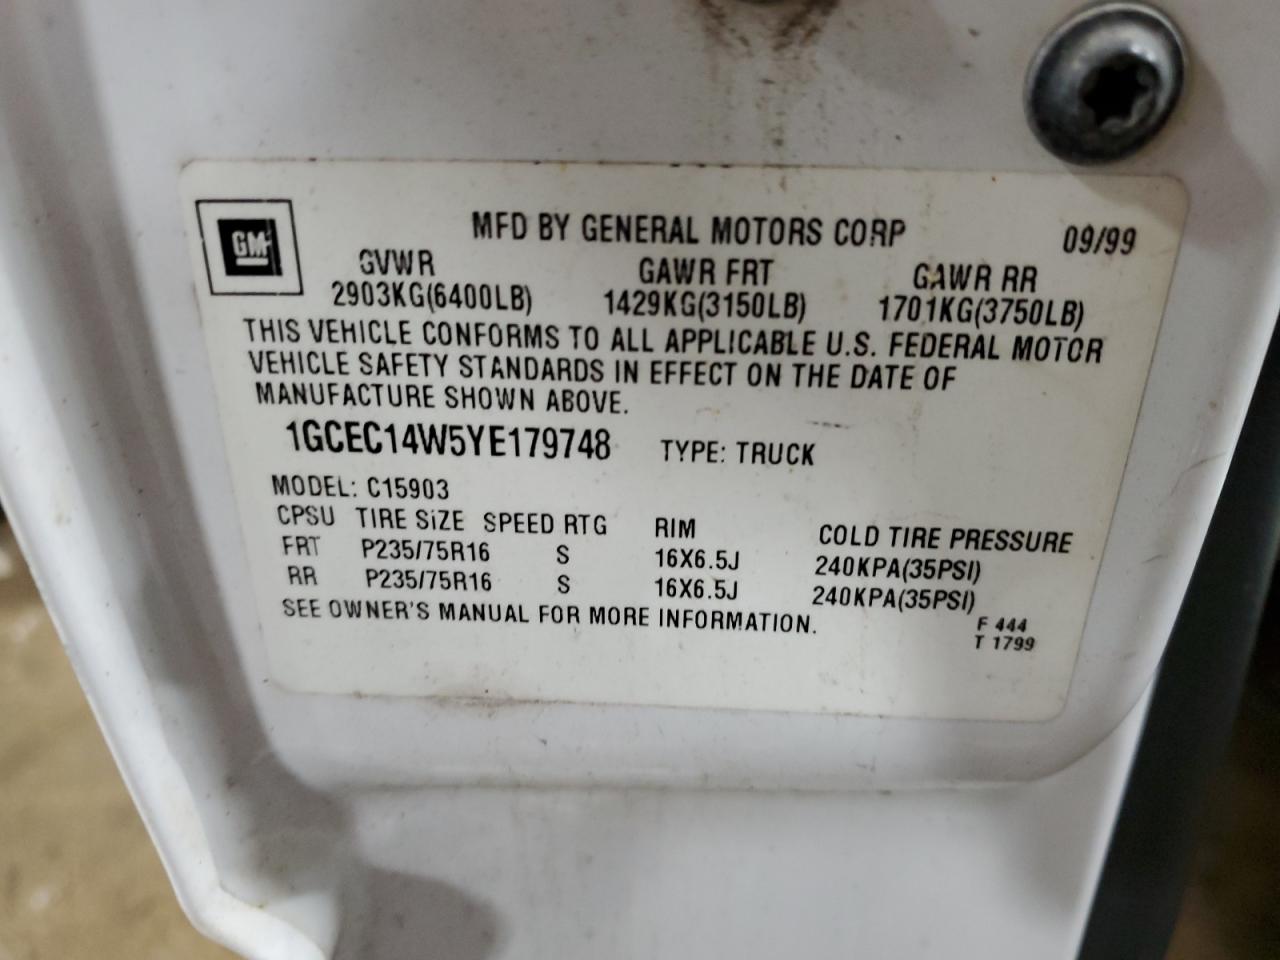 GM
MFD BY GENERAL MOTORS CORP 09/99
GVWR GAWR FRT GAWR RR
2903KG(6400LB) 1429KG(3150LB) 1701KG(3750LB)
THIS VEHICLE CONFORMS TO ALL APPLICABLE U.S. FEDERAL MOTOR
VEHICLE SAFETY STANDARDS IN EFFECT ON THE DATE OF
MANUFACTURE SHOWN ABOVE.
1GCEC14W5YE179748 TYPE: TRUCK
MODEL: C15903
CPSU TIRE SIZE SPEED RTG RIM COLD TIRE PRESSURE
FRT P235/75R16 S 16X6.5J 240KPA(35PSI)
RR P235/75R16 S 16X6.5J 240KPA(35PSI)
SEE OWNER'S MANUAL FOR MORE INFORMATION.
F 444
T 1799